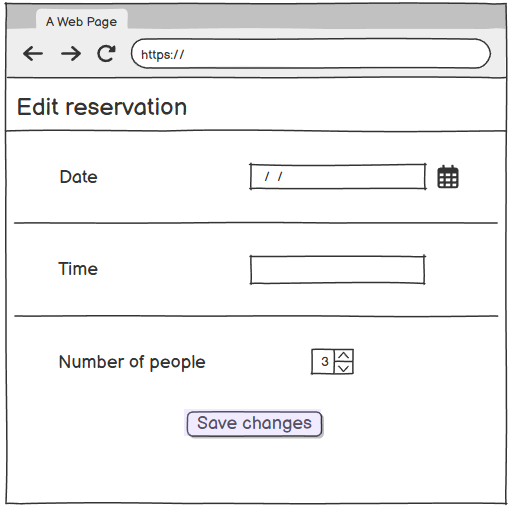 A Web Page
https://
Edit reservation
Date
/ /
Time
Number of people
3
Save changes